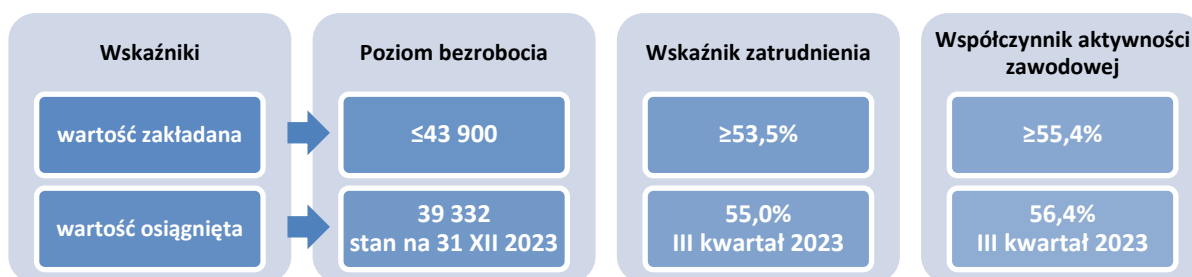 Wskaźniki
Poziom bezrobocia
Wskaźnik zatrudnienia
Współczynnik aktywności
zawodowej
wartość zakładana
≤43 900
≥53,5%
≥55,4%
wartość osiągnięta
39 332
stan na 31 XII 2023
55,0%
III kwartał 2023
56,4%
III kwartał 2023